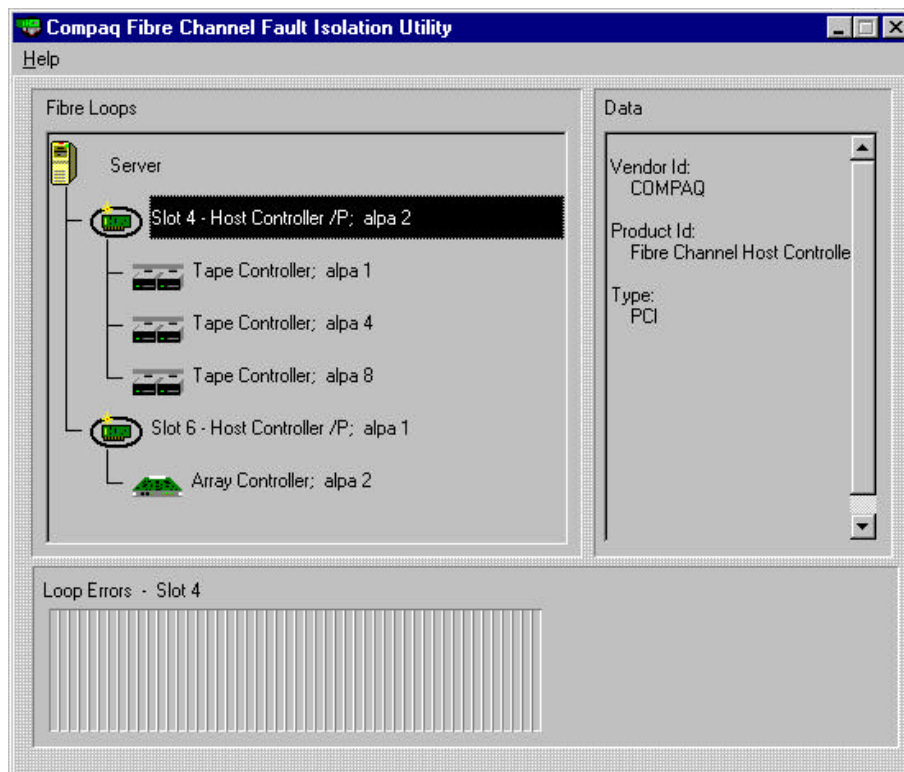 Compaq Fibre Channel Fault Isolation Utility
Help
Fibre Loops
Server
Slot 4 - Host Controller /P; alpa 2
Tape Controller; alpa 1
Tape Controller; alpa 4
Tape Controller; alpa 8
Slot 6 - Host Controller /P; alpa 1
Array Controller; alpa 2
Data
Vendor Id:
COMPAQ
Product Id:
Fibre Channel Host Controlle
Type:
PCI
Loop Errors - Slot 4